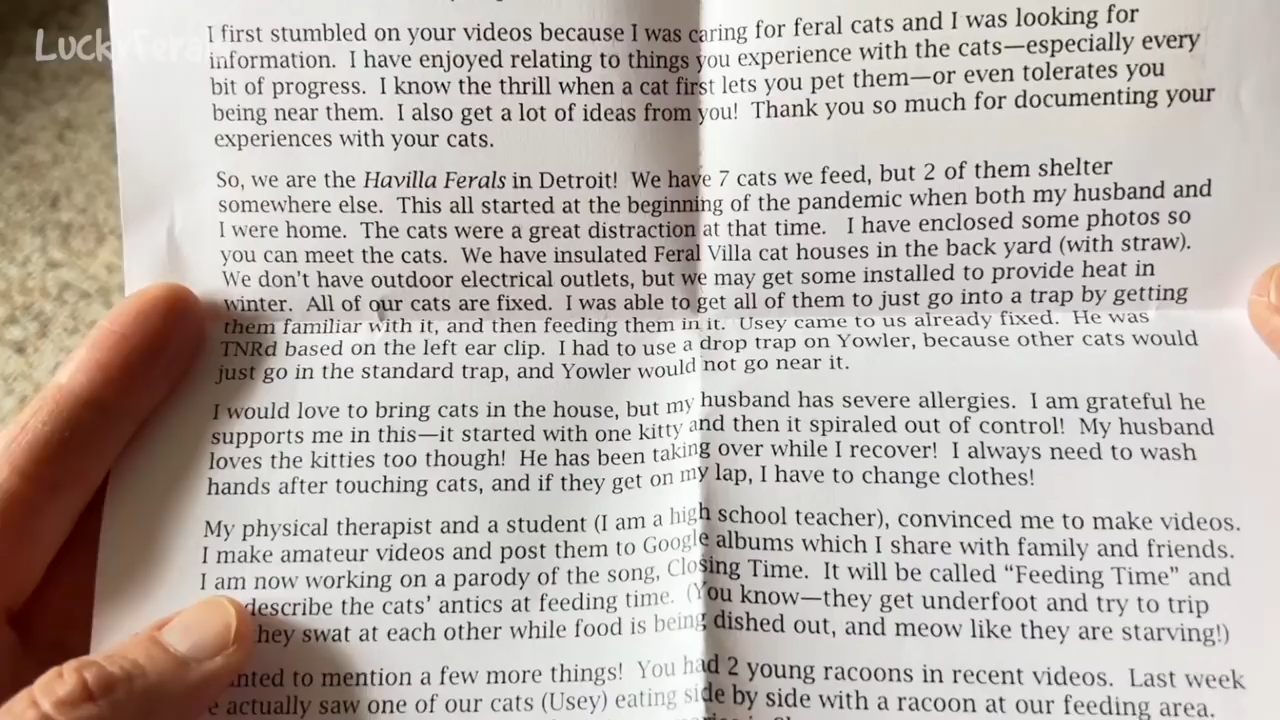 LuckyFeral
I first stumbled on your videos because I was caring for feral cats and I was looking for
information. I have enjoyed relating to things you experience with the cats—especially every
bit of progress. I know the thrill when a cat first lets you pet them—or even tolerates you
being near them. I also get a lot of ideas from you! Thank you so much for documenting your
experiences with your cats.
So, we are the Havilla Ferals in Detroit! We have 7 cats we feed, but 2 of them shelter
somewhere else. This all started at the beginning of the pandemic when both my husband and
I were home. The cats were a great distraction at that time. I have enclosed some photos so
you can meet the cats. We have insulated Feral Villa cat houses in the back yard (with straw).
We don't have outdoor electrical outlets, but we may get some installed to provide heat in
winter. All of our cats are fixed. I was able to get all of them to just go into a trap by getting
them familiar with it, and then feeding them in it. Usey came to us already fixed. He was
TNRd based on the left ear clip. I had to use a drop trap on Yowler, because other cats would
just go in the standard trap, and Yowler would not go near it.
I would love to bring cats in the house, but my husband has severe allergies. I am grateful he
supports me in this—it started with one kitty and then it spiraled out of control! My husband
loves the kitties too though! He has been taking over while I recover! I always need to wash
hands after touching cats, and if they get on my lap, I have to change clothes!
My physical therapist and a student (I am a high school teacher), convinced me to make videos.
I make amateur videos and post them to Google albums which I share with family and friends.
I am now working on a parody of the song, Closing Time. It will be called “Feeding Time” and
describe the cats' antics at feeding time. (You know—they get underfoot and try to trip
hey swat at each other while food is being dished out, and meow like they are starving!)
nted to mention a few more things! You had 2 young racoons in recent videos. Last week
e actually saw one of our cats (Usey) eating side by side with a racoon at our feeding area.